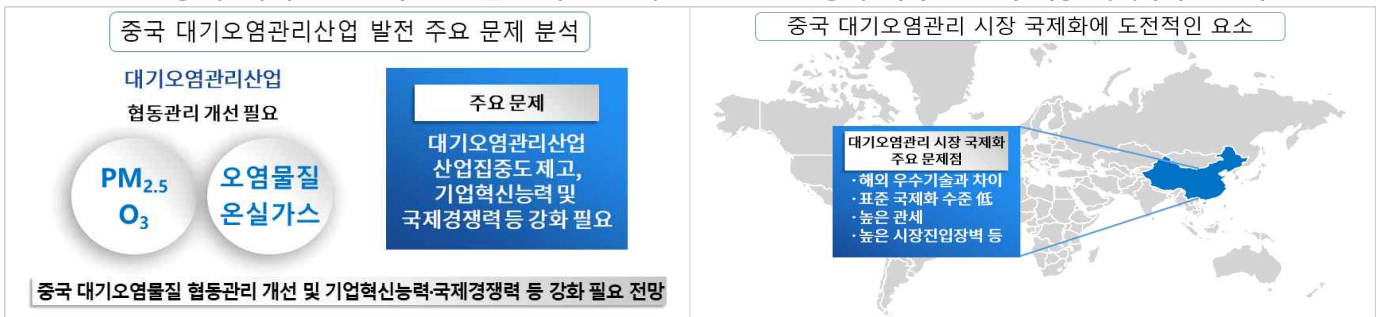 중국 대기오염관리산업 발전 주요 문제 분석
대기오염관리산업
협동관리 개선 필요
PM2.5
O3
오염물질
온실가스
주요 문제
대기오염관리산업
산업집중도 제고,
기업혁신능력 및
국제경쟁력 등 강화 필요
중국 대기오염물질 협동관리 개선 및 기업혁신능력·국제경쟁력 등 강화 필요 전망
중국 대기오염관리 시장 국제화에 도전적인 요소
대기오염관리 시장 국제화
주요 문제점
·해외 우수기술과 차이
·표준 국제화 수준 低
·높은 관세
·높은 시장진입장벽 등